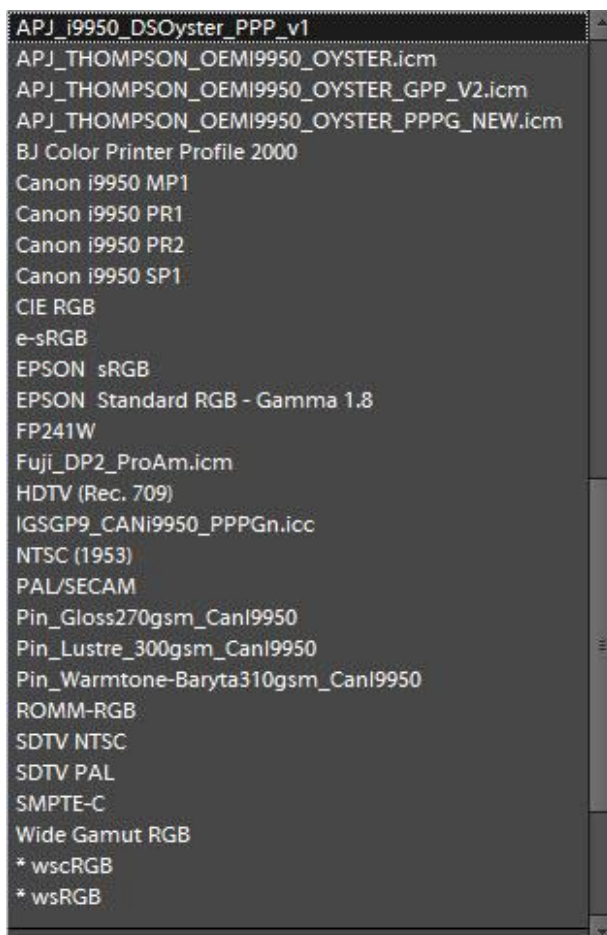 APJ_i9950_DSOyster_PPP_v1
APJ_THOMPSON_OEMI9950_OYSTER.icm
APJ_THOMPSON_OEMI9950_OYSTER_GPP_V2.icm
APJ_THOMPSON_OEMI9950_OYSTER_PPPG_NEW.icm
BJ Color Printer Profile 2000
Canon i9950 MP1
Canon i9950 PR1
Canon i9950 PR2
Canon i9950 SP1
CIE RGB
e-sRGB
EPSON  sRGB
EPSON  Standard RGB - Gamma 1.8
FP241W
Fuji_DP2_ProAm.icm
HDTV (Rec. 709)
IGSGP9_CANi9950_PPPGn.icc
NTSC (1953)
PAL/SECAM
Pin_Gloss270gsm_CanI9950
Pin_Lustre_300gsm_CanI9950
Pin_Warmtone-Baryta310gsm_CanI9950
ROMM-RGB
SDTV NTSC
SDTV PAL
SMPTE-C
Wide Gamut RGB
* wscRGB
* wsRGB